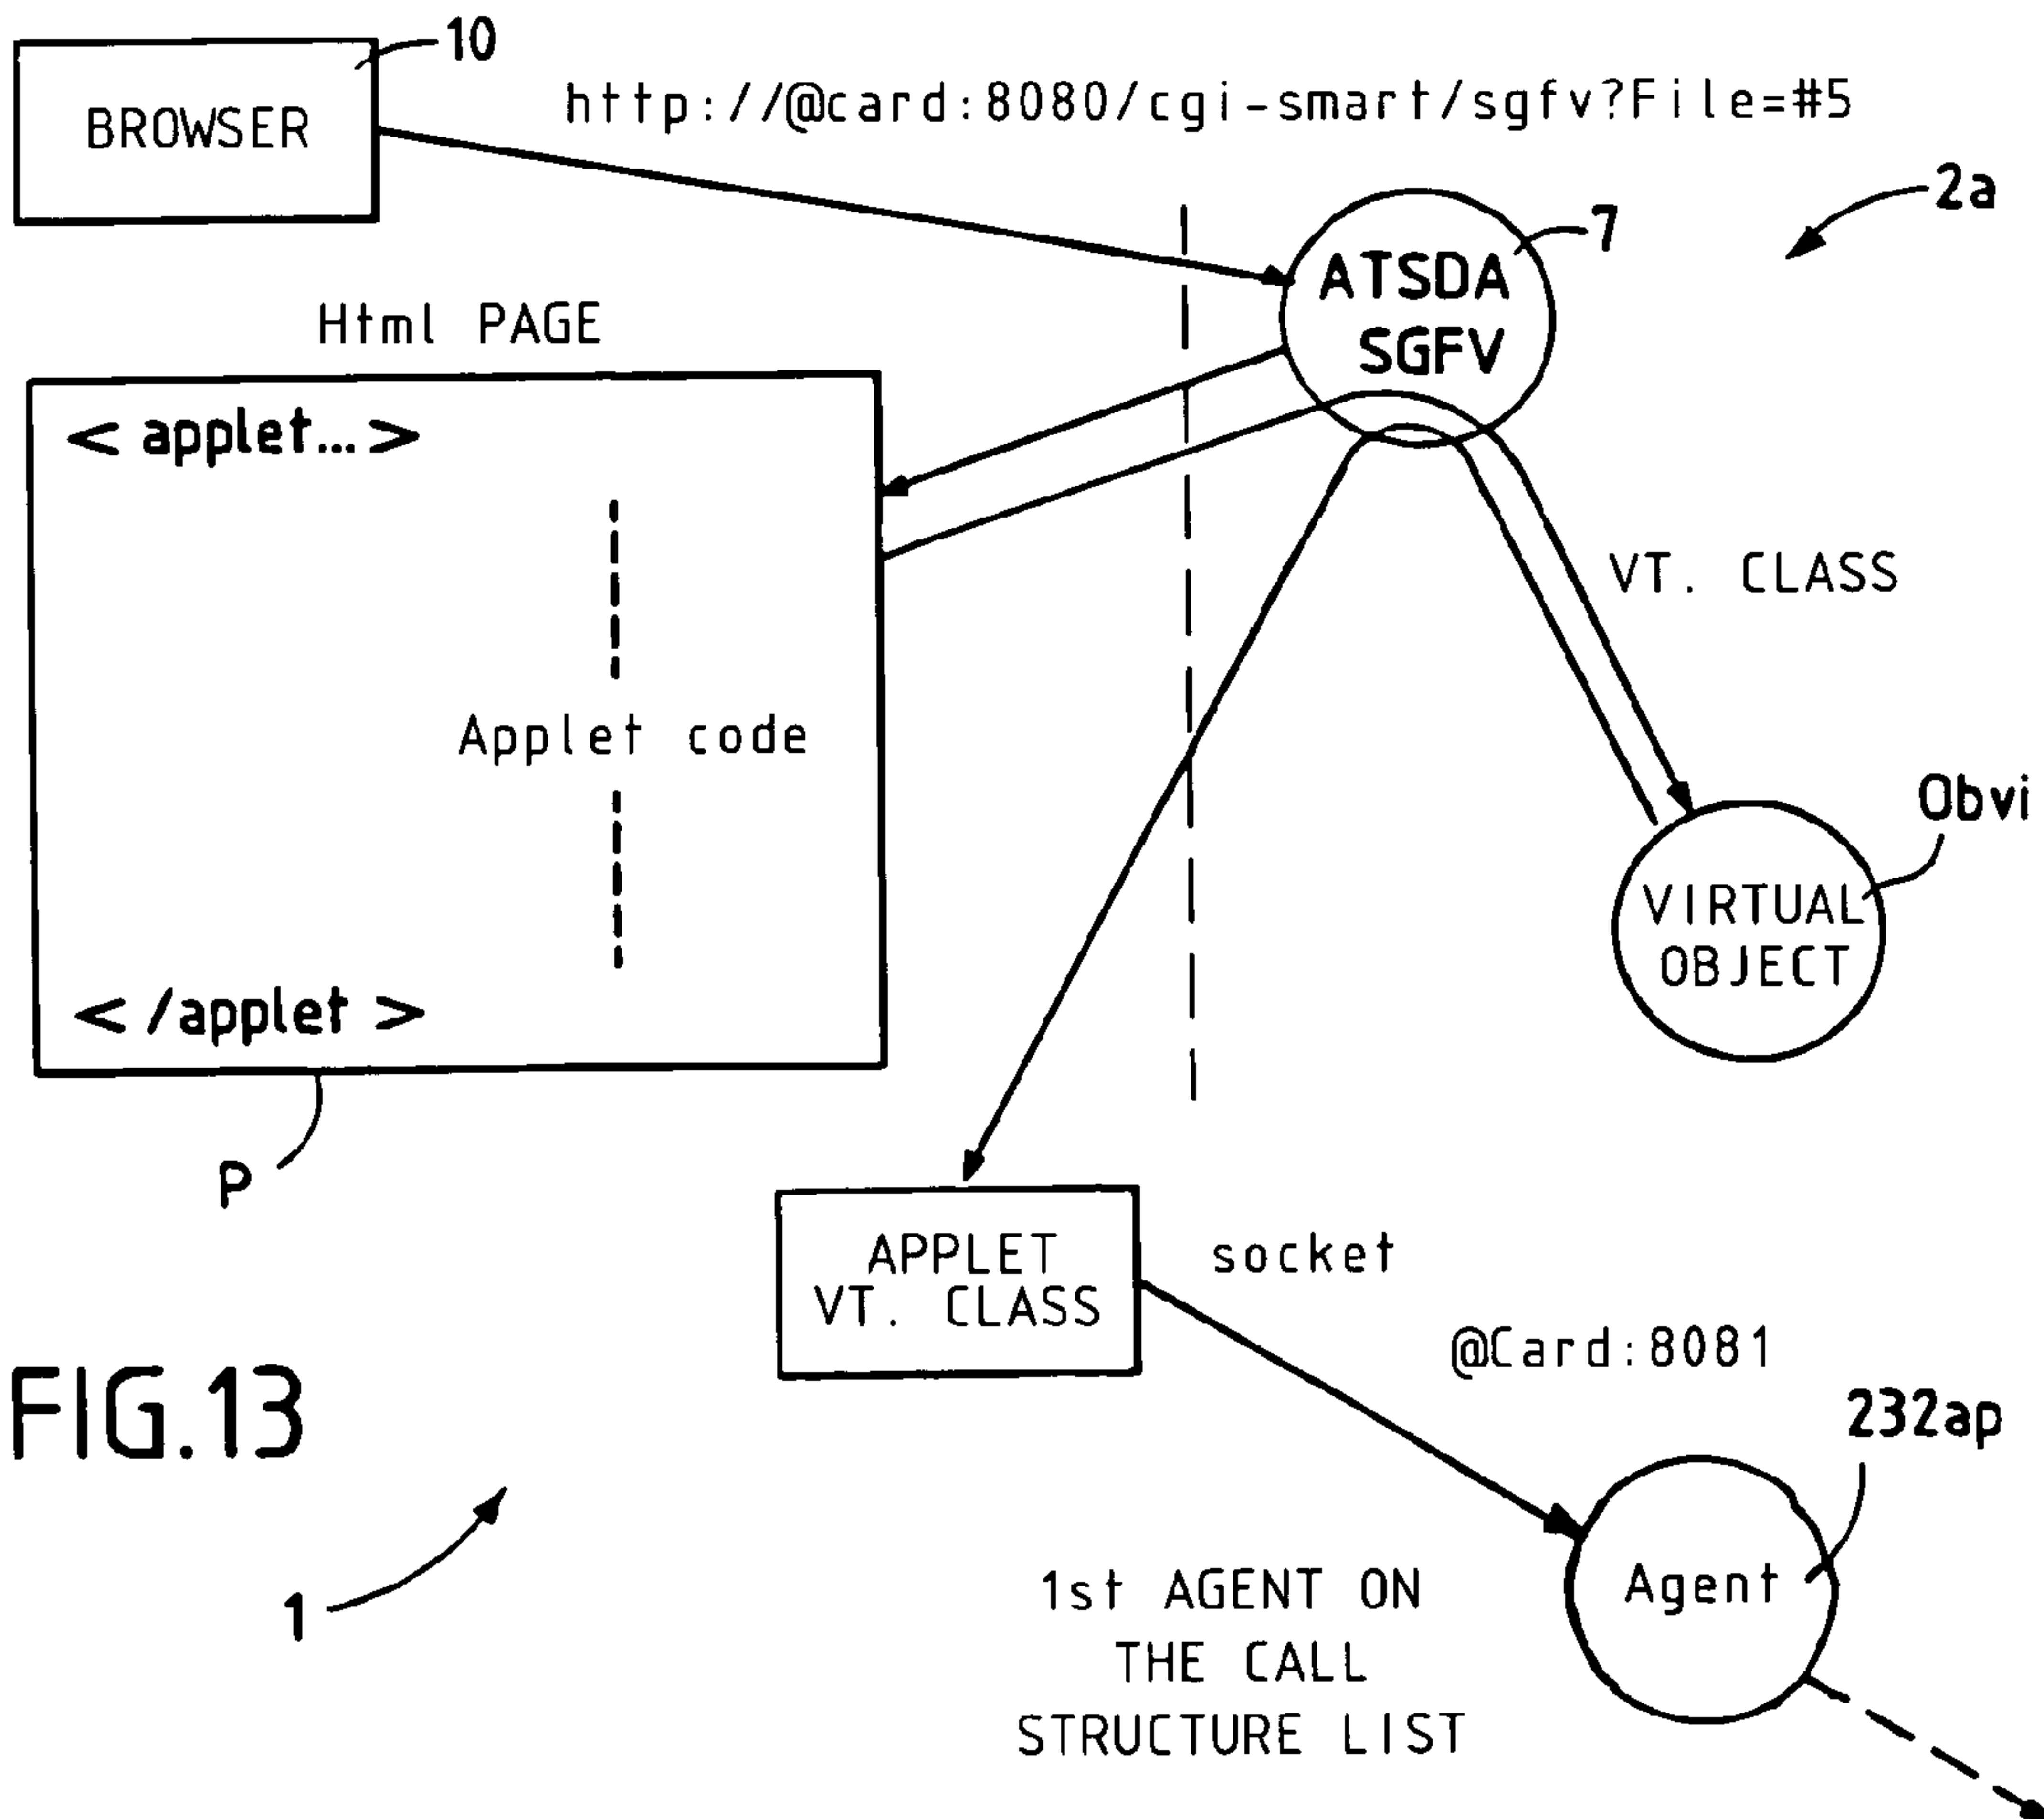 10
BROWSER
http://@card:8080/cgi-smart/sgfv?File=#5
2a
7
ATSDA
SGFV
Html PAGE
< applet... >
VT. CLASS
Applet code
Obvi
VIRTUAL
OBJECT
< /applet >
P
APPLET
VT. CLASS
socket
@Card:8081
FIG.13
232ap
1
Agent
1st AGENT ON
THE CALL
STRUCTURE LIST